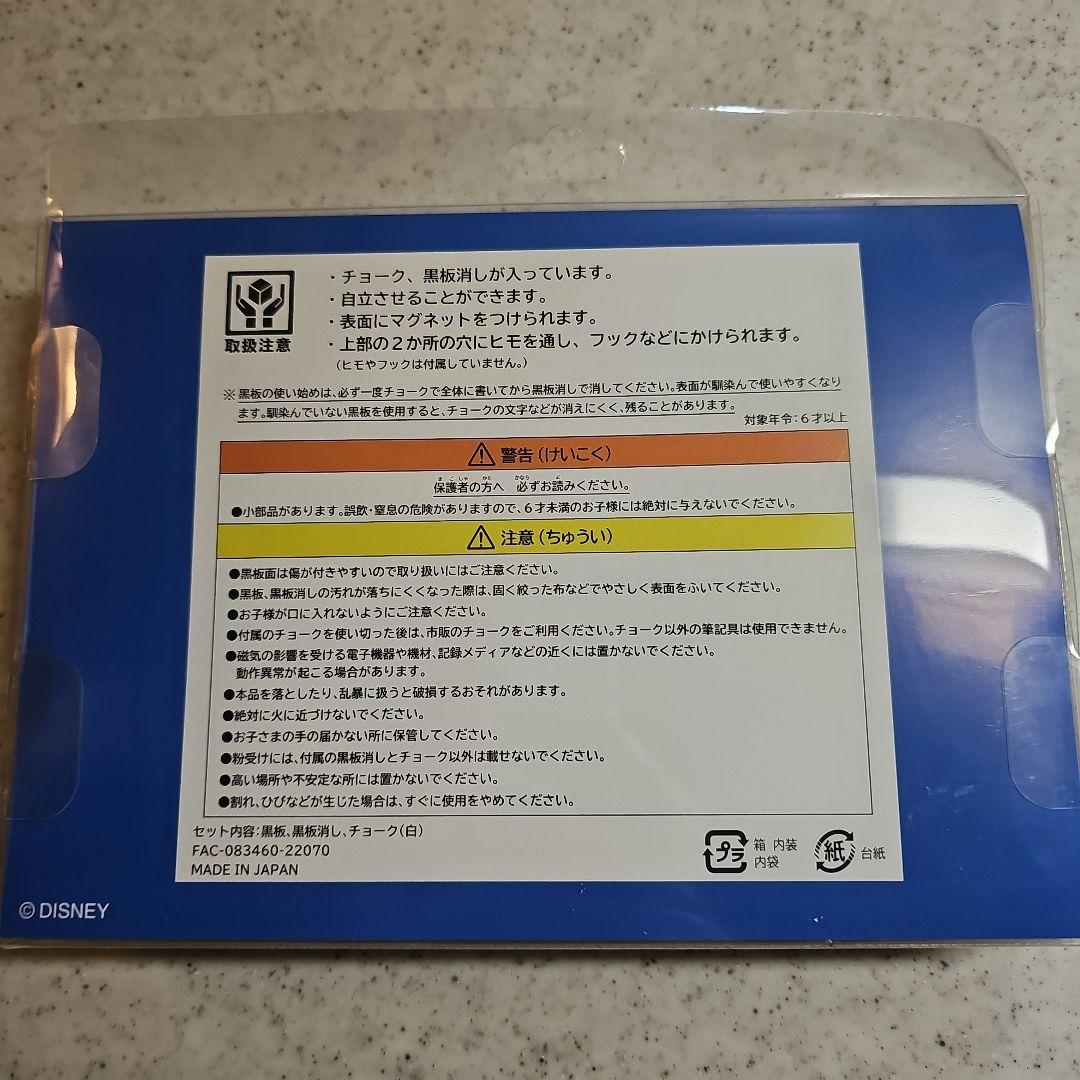 取扱注意
・チョーク、黒板消しが入っています。
・自立させることができます。
・表面にマグネットをつけられます。
・上部の２か所の穴にヒモを通し、フックなどにかけられます。
(ヒモやフックは付属していません。)
※黒板の使い始めは、必ず一度チョークで全体に書いてから黒板消しで消してください。表面が馴染んで使いやすくなり
ます。馴染んでいない黒板を使用すると、チョークの文字などが消えにくく、残ることがあります。
対象年令：６才以上
警告(けいこく)
ほごしゃ かた かなら よ
保護者の方へ 必ずお読みください。
●小部品があります。誤飲・窒息の危険がありますので、６才未満のお子様には絶対に与えないでください。
注意(ちゅうい)
●黒板面は傷が付きやすいので取り扱いにはご注意ください。
●黒板、黒板消しの汚れが落ちにくくなった際は、固く絞った布などでやさしく表面をふいてください。
●お子様が口に入れないようにご注意ください。
●付属のチョークを使い切った後は、市販のチョークをご利用ください。チョーク以外の筆記具は使用できません。
●磁気の影響を受ける電子機器や機材、記録メディアなどの近くには置かないでください。
動作異常が起こる場合があります。
●本品を落としたり、乱暴に扱うと破損するおそれがあります。
●絶対に火に近づけないでください。
●お子さまの手の届かない所に保管してください。
●粉受けには、付属の黒板消しとチョーク以外は載せないでください。
●高い場所や不安定な所には置かないでください。
●割れ、ひびなどが生じた場合は、すぐに使用をやめてください。
セット内容：黒板、黒板消し、チョーク(白)
FAC-083460-22070
MADE IN JAPAN
プラ
箱 内装
内袋
紙
台紙
©DISNEY